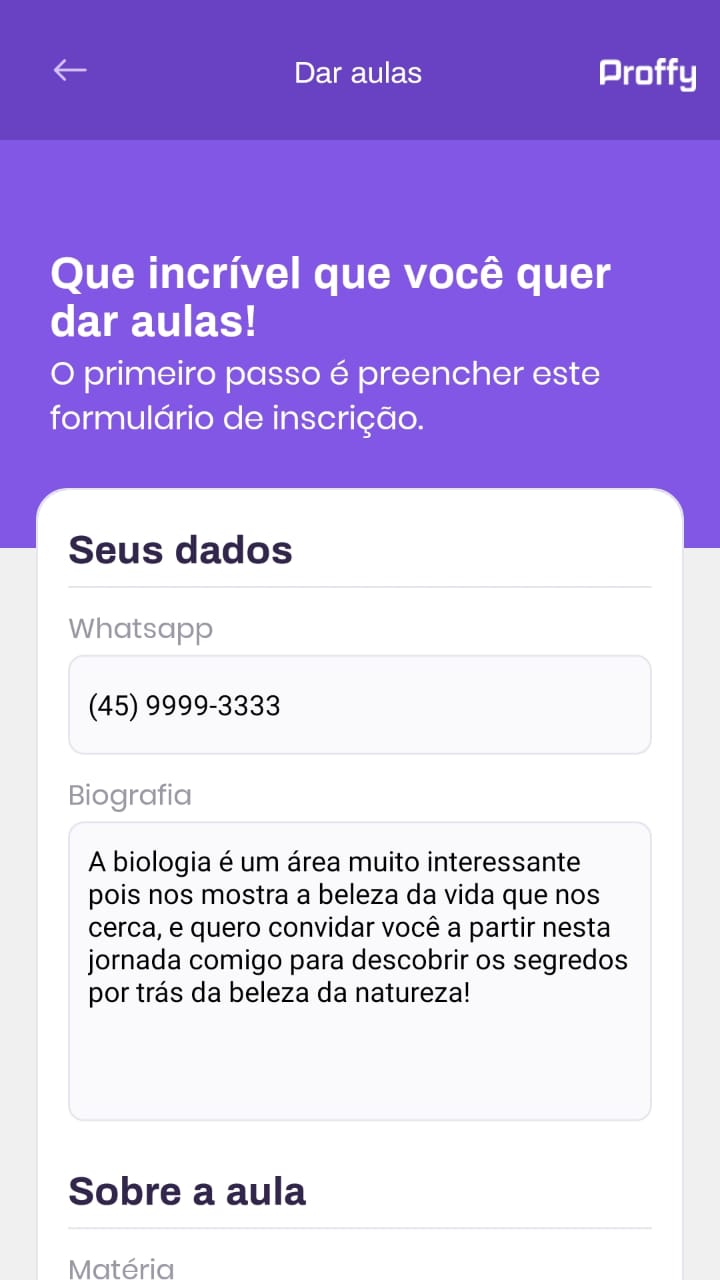 Dar aulas
Proffy
Que incrível que você quer
dar aulas!
O primeiro passo é preencher este
formulário de inscrição.
Seus dados
Whatsapp
(45) 9999-3333
Biografia
A biologia é um área muito interessante
pois nos mostra a beleza da vida que nos
cerca, e quero convidar você a partir nesta
jornada comigo para descobrir os segredos
por trás da beleza da natureza!
Sobre a aula
Matéria